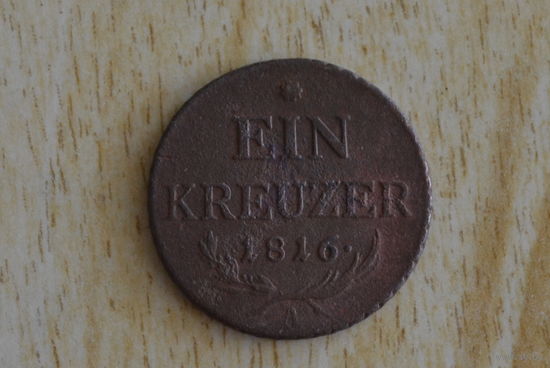 EIN
KREUZER
1816.
A